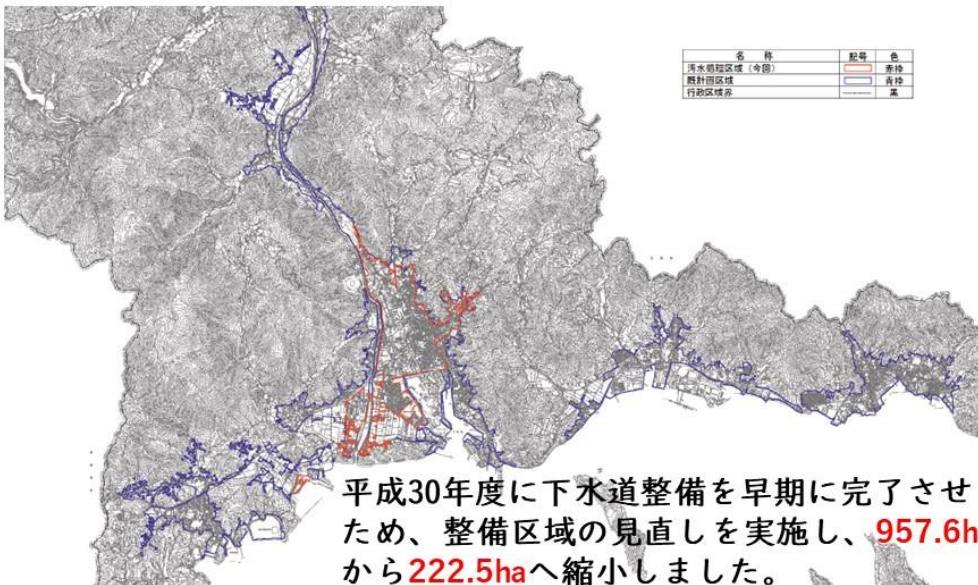 名 称 記号 色
汚水処理区域（今回） 赤枠
既計画区域 青枠
行政区域界 黒
平成30年度に下水道整備を早期に完了させ
ため、整備区域の見直しを実施し、957.6h
から222.5haへ縮小しました。